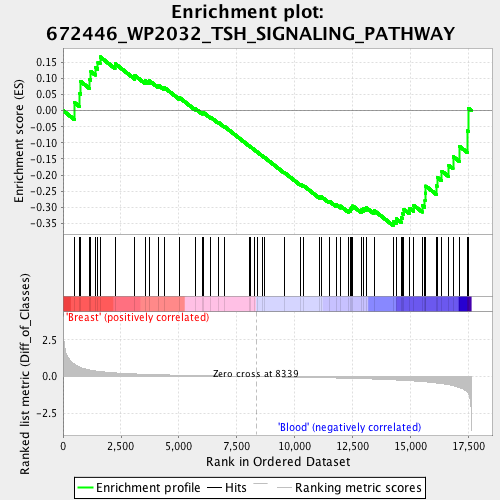 Enrichment plot:
672446_WP2032_TSH_SIGNALING_PATHWAY
Enrichment score (ES)
0.15
0.10
0.05
0.00
-0.05
-0.10
-0.15
-0.20
-0.25
-0.30
-0.35
'Breast' (positively correlated)
Ranked list metric (Diff_of_Classes)
2.5
0.0
-2.5
Zero cross at 8339
'Blood' (negatively correlated)
0
2,500
5,000
7,500
10,000
12,500
15,000
17,500
Rank in Ordered Dataset
Enrichment profile
Hits
Ranking metric scores